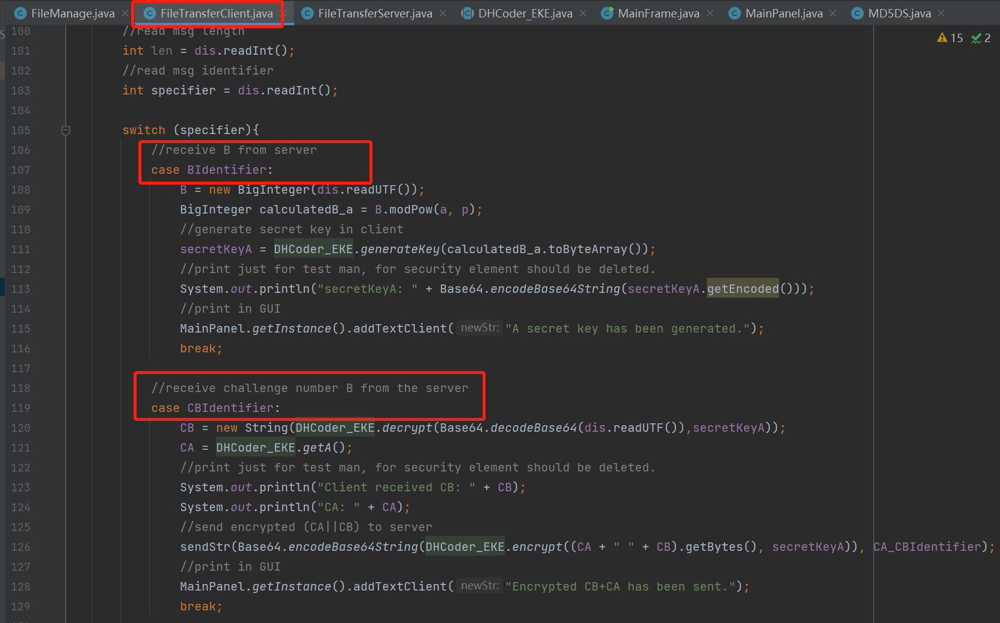 FileManage.java FileTransferClient.java FileTransferServer.java DHCoder_EKE.java MainFrame.java MainPanel.java MD5DS.java
15 2
100 //read msg length
101 int len = dis.readInt();
102 //read msg identifier
103 int specifier = dis.readInt();
104
105 switch (specifier){
106 //receive B from server
107 case BIdentifier:
108 B = new BigInteger(dis.readUTF());
109 BigInteger calculatedB_a = B.modPow(a, p);
110 //generate secret key in client
111 secretKeyA = DHCoder_EKE.generateKey(calculatedB_a.toByteArray());
112 //print just for test man, for security element should be deleted.
113 System.out.println("secretKeyA: " + Base64.encodeBase64String(secretKeyA.getEncoded()));
114 //print in GUI
115 MainPanel.getInstance().addTextClient( newStr: "A secret key has been generated.");
116 break;
117
118 //receive challenge number B from the server
119 case CBIdentifier:
120 CB = new String(DHCoder_EKE.decrypt(Base64.decodeBase64(dis.readUTF()),secretKeyA));
121 CA = DHCoder_EKE.getA();
122 //print just for test man, for security element should be deleted.
123 System.out.println("Client received CB: " + CB);
124 System.out.println("CA: " + CA);
125 //send encrypted (CA||CB) to server
126 sendStr(Base64.encodeBase64String(DHCoder_EKE.encrypt((CA + " " + CB).getBytes(), secretKeyA)), CA_CBIdentifier);
127 //print in GUI
128 MainPanel.getInstance().addTextClient( newStr: "Encrypted CB+CA has been sent.");
129 break;